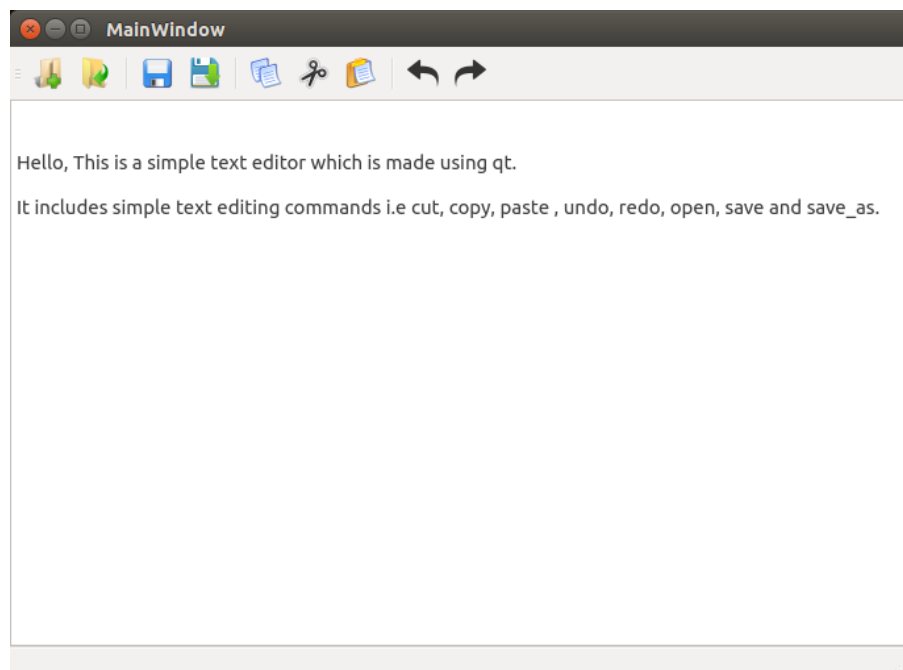 MainWindow
Hello, This is a simple text editor which is made using qt.
It includes simple text editing commands i.e cut, copy, paste , undo, redo, open, save and save_as.